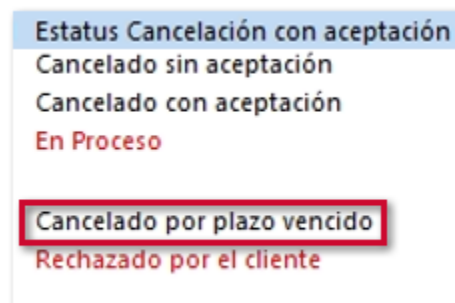 Estatus Cancelación con aceptación
Cancelado sin aceptación
Cancelado con aceptación
En Proceso
Cancelado por plazo vencido
Rechazado por el cliente